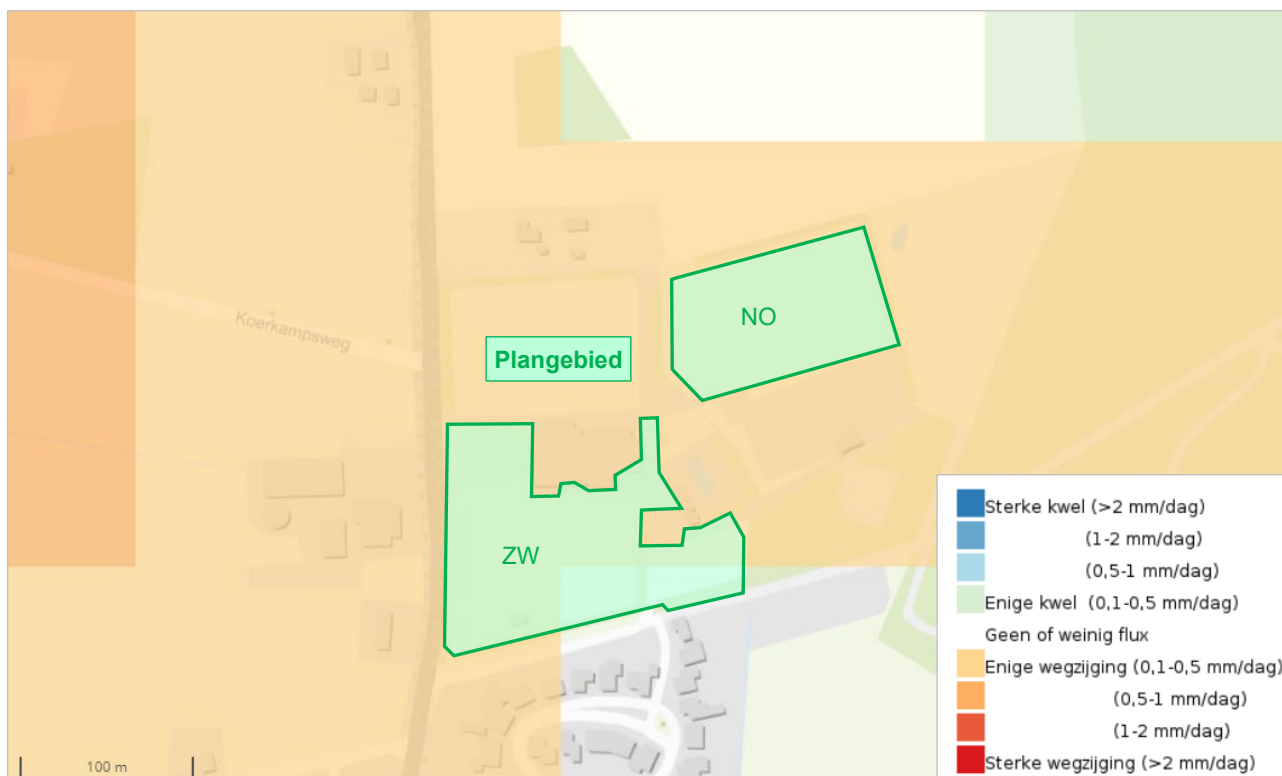 NO
Koerkampsweg
Plangebied
ZW
Sterke kwel (>2 mm/dag)
(1-2 mm/dag)
(0,5-1 mm/dag)
Enige kwel (0,1-0,5 mm/dag)
Geen of weinig flux
Enige wegzijging (0,1-0,5 mm/dag)
(0,5-1 mm/dag)
(1-2 mm/dag)
Sterke wegzijging (>2 mm/dag)
100 m